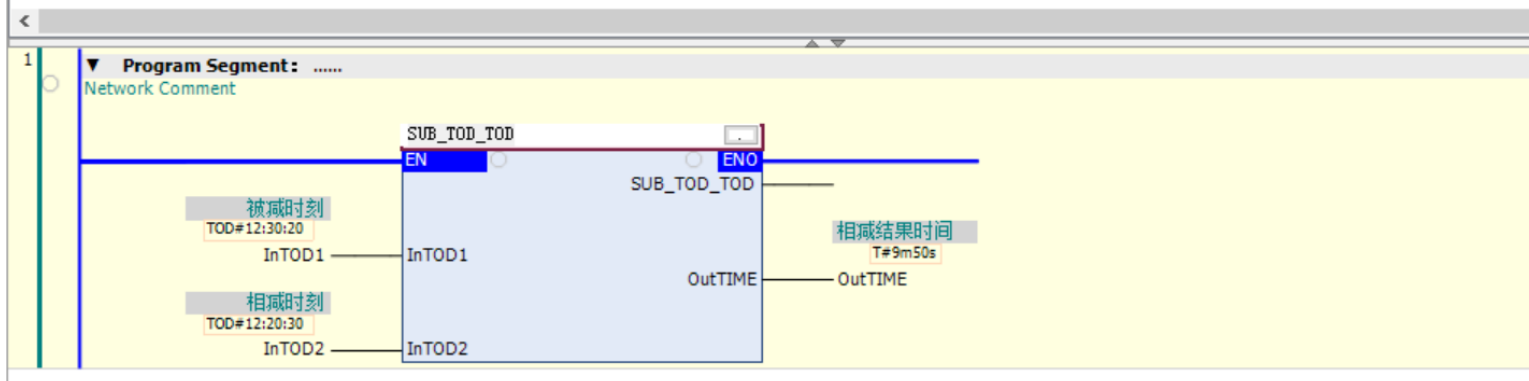 1
▼ Program Segment: ......
Network Comment
SUB_TOD_TOD
.
EN ENO
SUB_TOD_TOD
被减时刻
TOD#12:30:20
InTOD1 InTOD1
相减结果时间
T#9m50s
OutTIME OutTIME
相减时刻
TOD#12:20:30
InTOD2 InTOD2